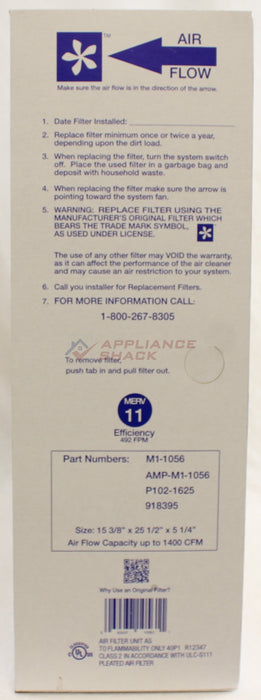 TM
AIR
FLOW
Make sure the air flow is in the direction of the arrow.
1. Date Filter Installed:
2. Replace filter minimum once or twice a year,
depending upon the dirt load.
3. When replacing the filter, turn the system switch
off. Place the used filter in a garbage bag and
deposit with household waste.
4. When replacing filter make sure the arrow is
pointing toward the system fan.
5. WARNING: REPLACE FILTER USING THE
MANUFACTURER'S ORIGINAL FILTER WHICH
BEARS THE TRADE MARK SYMBOL,
AS USED UNDER LICENSE.
The use of any other filter may VOID the warranty,
as it can affect the performance of the air cleaner
and may cause an air restriction to your system.
6. Call you installer for Replacement Filters.
7. FOR MORE INFORMATION CALL:
1-800-267-8305
APPLIANCE
SHACK
To remove filter,
push tab in and pull filter out.
MERV
11
Efficiency
492 FPM
Part Numbers: M1-1056
AMP-M1-1056
P102-1625
918395
Size: 15 3/8" x 25 1/2" x 5 1/4"
Air Flow Capacity up to 1400 CFM
Why Use an Original Filter?
AIR FILTER UNIT AS
TO FLAMMABILITY ONLY 49P1 R12347
CLASS 2 IN ACCORDANCE WITH ULC-S111
PLEATED AIR FILTER